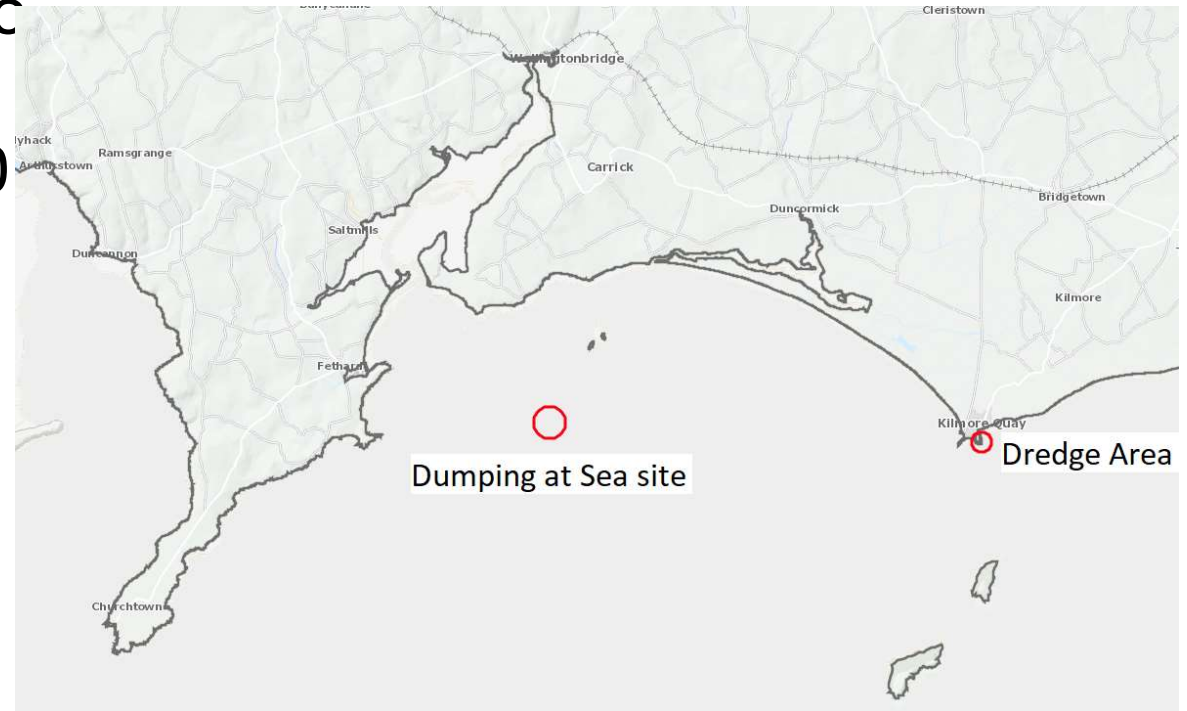 C
Cleristown
Wellingtonbridge
lyhack
Ramsgrange
Arthurstown
Carrick
Bridgetown
Duncormick
Saltmills
Duncannon
Kilmore
Fethard
Kilmore Quay
Dumping at Sea site
Dredge Area
Churchtown